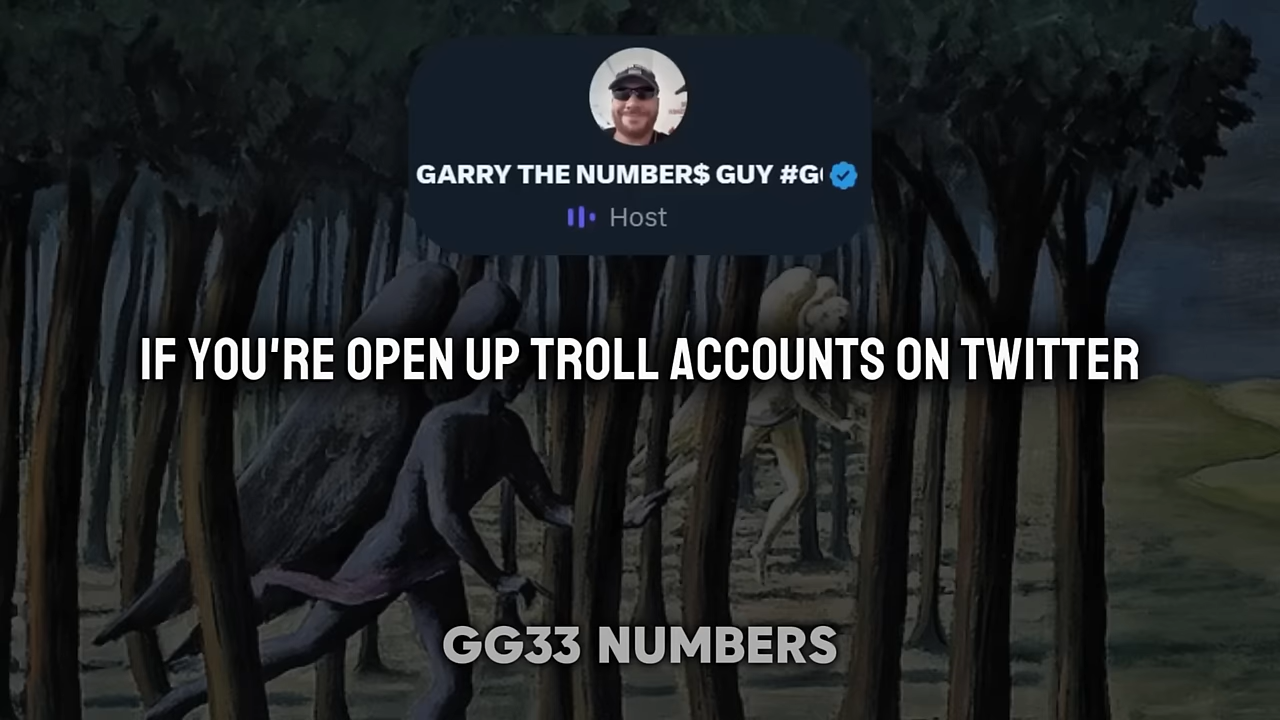 GARRY THE NUMBER$ GUY #G
Host
IF YOU'RE OPEN UP TROLL ACCOUNTS ON TWITTER
GG33 NUMBERS